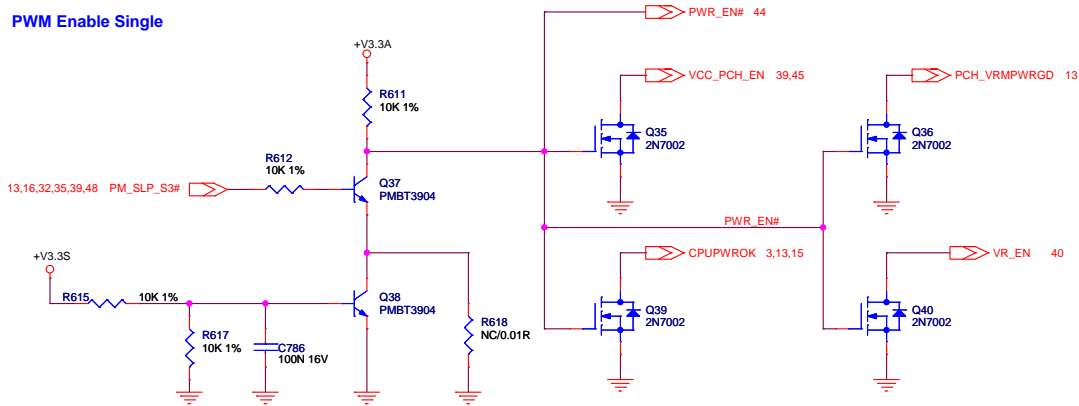 PWM Enable Single
PWR_EN# 44
+V3.3A
VCC_PCH_EN 39,45
PCH_VRMPWRGD 13
R611
10K 1%
Q35
2N7002
Q36
2N7002
R612
10K 1%
13,16,32,35,39,48 PM_SLP_S3#
Q37
PMBT3904
PWR_EN#
+V3.3S
CPUPWROK 3,13,15
VR_EN 40
R615 10K 1%
Q38
PMBT3904
Q39
2N7002
Q40
2N7002
R617
10K 1%
C786
100N 16V
R618
NC/0.01R